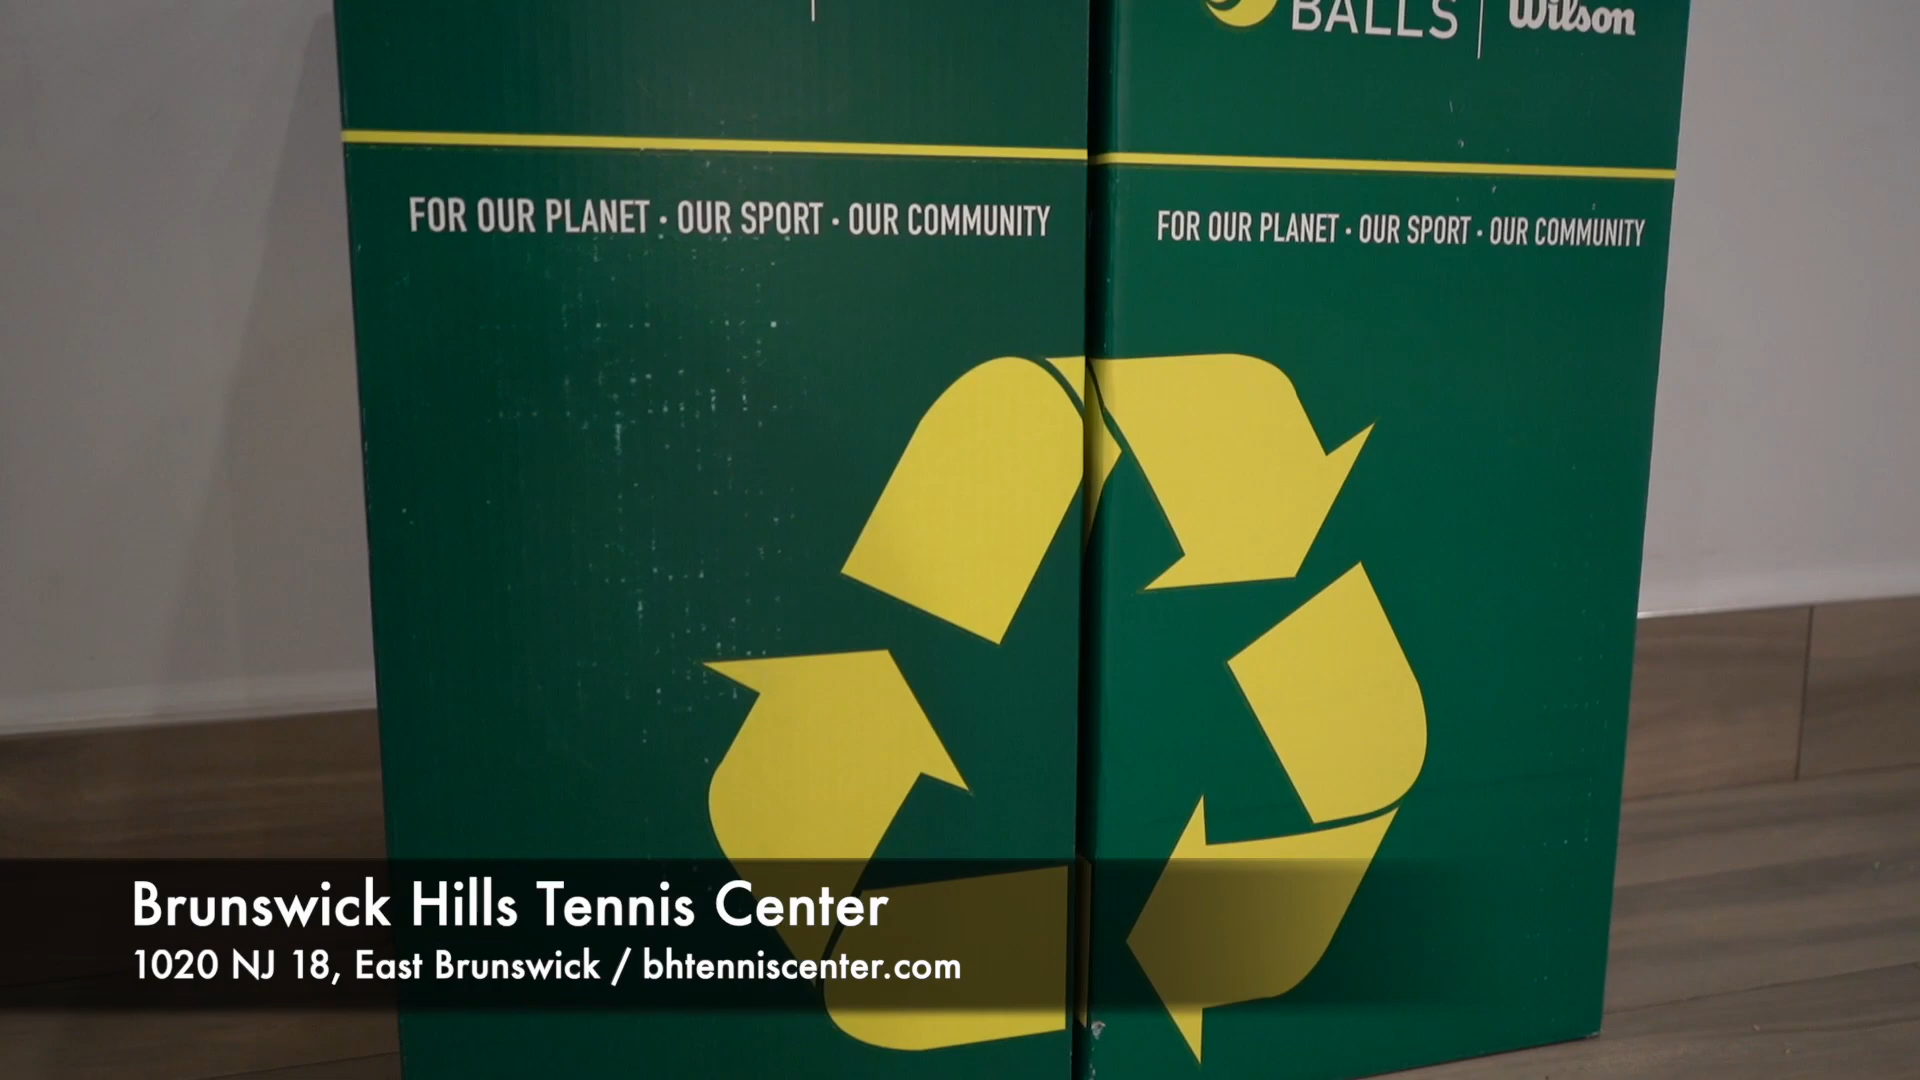 BALLS
Wilson
FOR OUR PLANET · OUR SPORT · OUR COMMUNITY
FOR OUR PLANET · OUR SPORT · OUR COMMUNITY
Brunswick Hills Tennis Center
1020 NJ 18, East Brunswick / bhtenniscenter.com